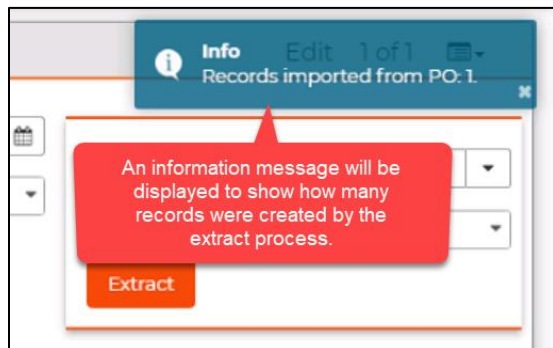 Info
Edit 1 of 1
Records imported from PO: 1.
An information message will be
displayed to show how many
records were created by the
extract process.
Extract